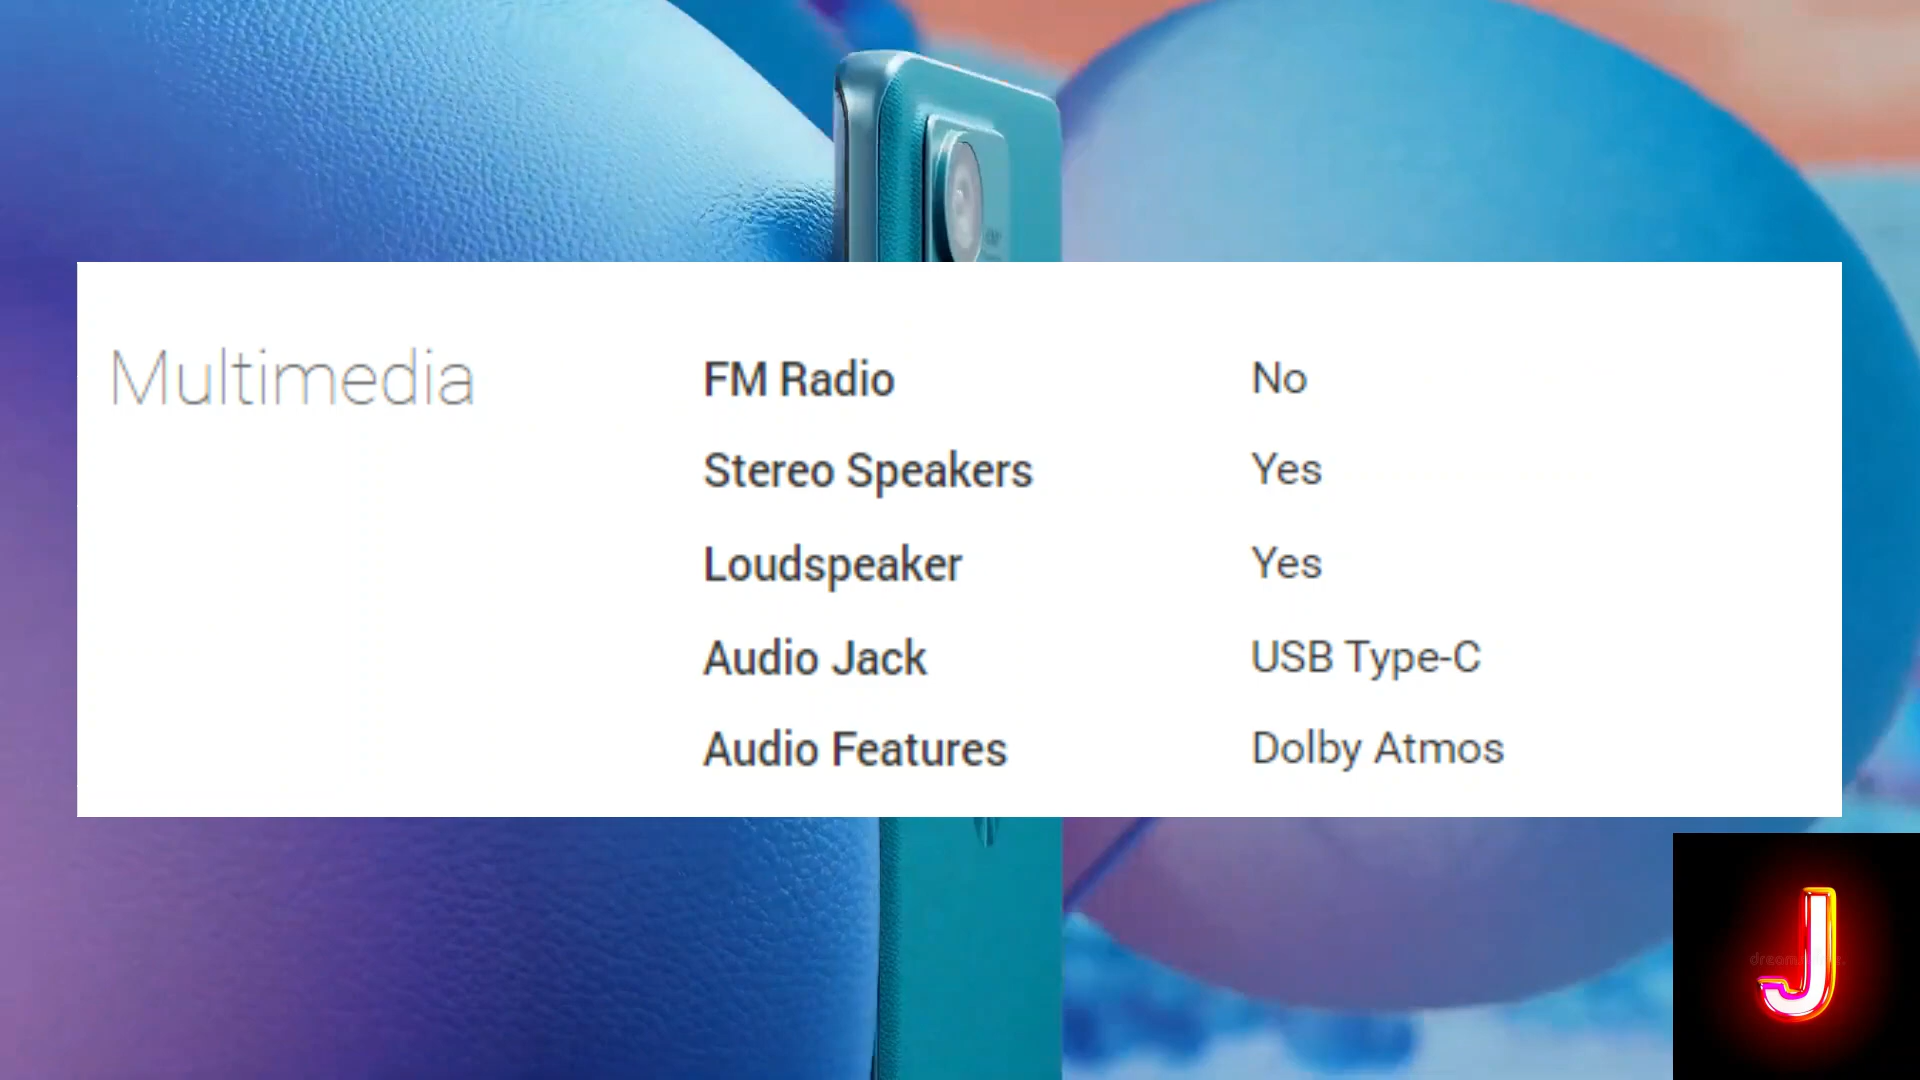 Multimedia
FM Radio No
Stereo Speakers Yes
Loudspeaker Yes
Audio Jack USB Type-C
Audio Features Dolby Atmos
J